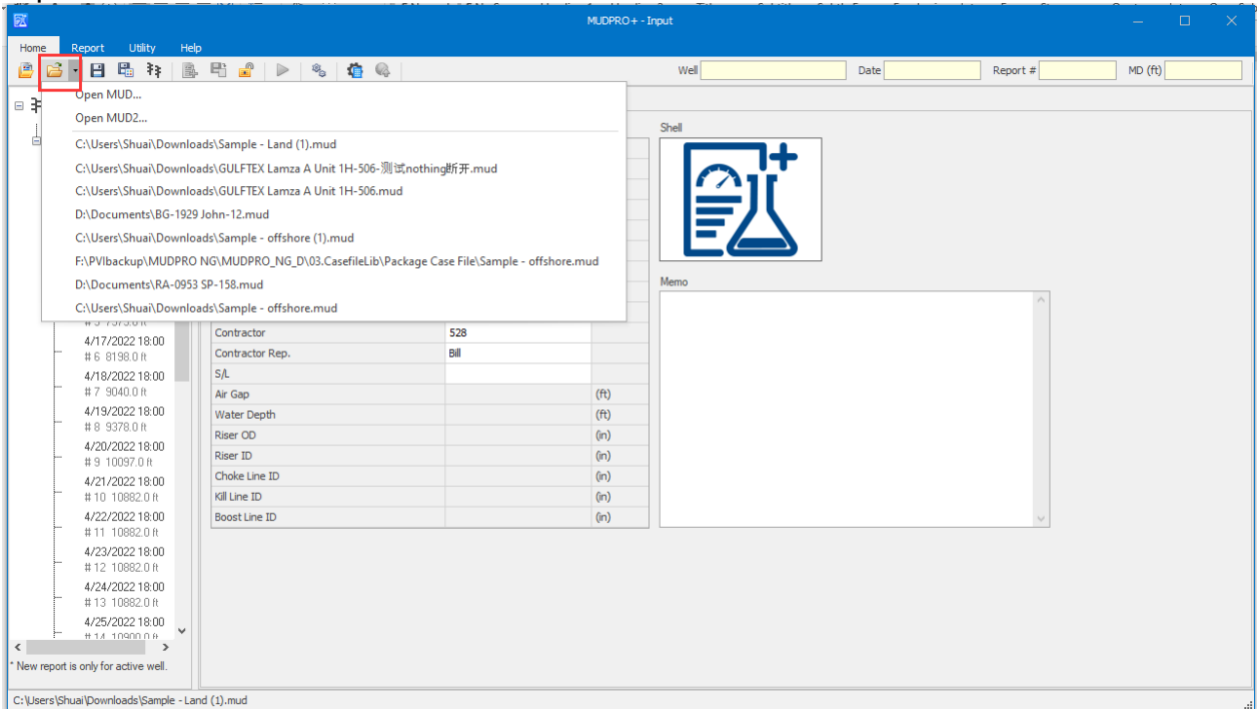 MUDPRO+ - Input
Home Report Utility Help
Well Date Report # MD (ft)
Open MUD...
Open MUD2...
C:\Users\Shuai\Downloads\Sample - Land (1).mud
C:\Users\Shuai\Downloads\GULFTEX Lamza A Unit 1H-506-测试nothing断开.mud
C:\Users\Shuai\Downloads\GULFTEX Lamza A Unit 1H-506.mud
D:\Documents\BG-1929 John-12.mud
C:\Users\Shuai\Downloads\Sample - offshore (1).mud
F:\PVIbackup\MUDPRO NG\MUDPRO_NG_D\03.CasefileLib\Package Case File\Sample - offshore.mud
D:\Documents\RA-0953 SP-158.mud
C:\Users\Shuai\Downloads\Sample - offshore.mud
4/17/2022 18:00
# 6 8198.0 ft
4/18/2022 18:00
# 7 9040.0 ft
4/19/2022 18:00
# 8 9378.0 ft
4/20/2022 18:00
# 9 10097.0 ft
4/21/2022 18:00
# 10 10882.0 ft
4/22/2022 18:00
# 11 10882.0 ft
4/23/2022 18:00
# 12 10882.0 ft
4/24/2022 18:00
# 13 10882.0 ft
4/25/2022 18:00
# 14 10900.0 ft
* New report is only for active well.
Contractor 528
Contractor Rep. Bill
S/L
Air Gap (ft)
Water Depth (ft)
Riser OD (in)
Riser ID (in)
Choke Line ID (in)
Kill Line ID (in)
Boost Line ID (in)
Shell
Memo
C:\Users\Shuai\Downloads\Sample - Land (1).mud